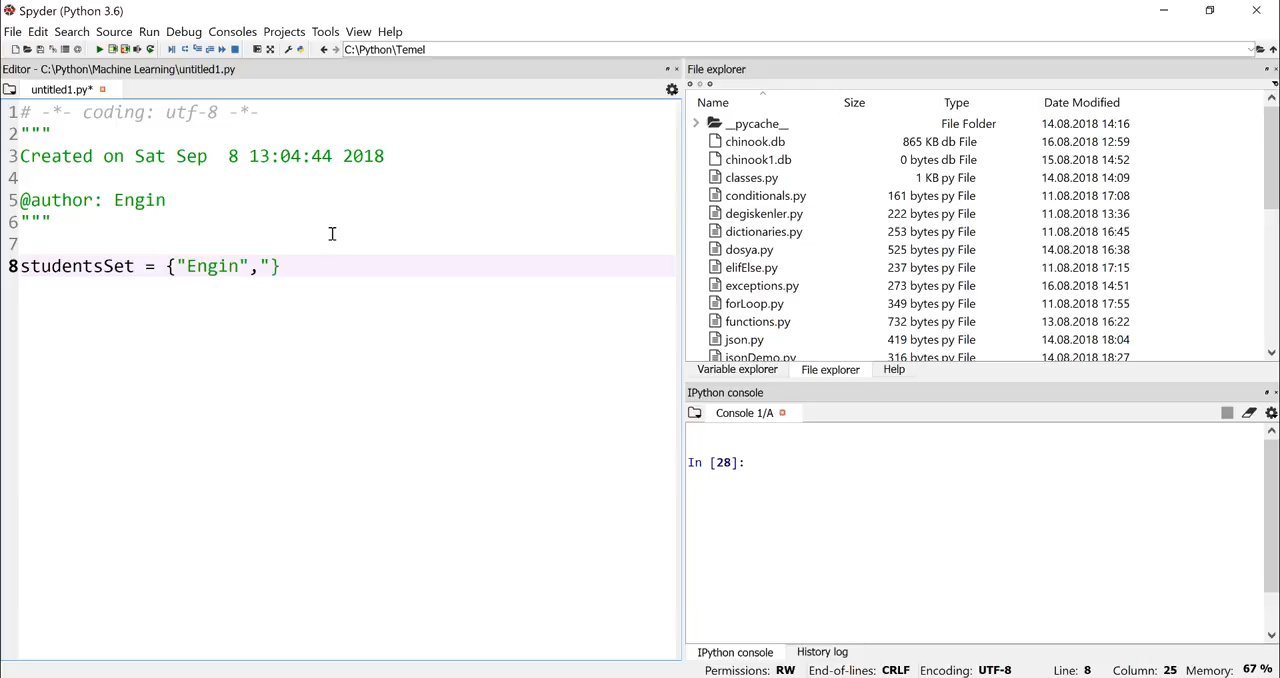 Spyder (Python 3.6)
File Edit Search Source Run Debug Consoles Projects Tools View Help
C:\Python\Temel
Editor - C:\Python\Machine Learning\untitled1.py
untitled1.py*
1 # -*- coding: utf-8 -*-
2 """
3 Created on Sat Sep  8 13:04:44 2018
4
5 @author: Engin
6 """
7
8 studentsSet = {"Engin","}
File explorer
Name Size Type Date Modified
__pycache__ File Folder 14.08.2018 14:16
chinook.db 865 KB db File 16.08.2018 12:59
chinook1.db 0 bytes db File 15.08.2018 14:52
classes.py 1 KB py File 14.08.2018 14:09
conditionals.py 161 bytes py File 11.08.2018 17:08
degiskenler.py 222 bytes py File 11.08.2018 13:36
dictionaries.py 253 bytes py File 11.08.2018 16:45
dosya.py 525 bytes py File 14.08.2018 16:38
elifElse.py 237 bytes py File 11.08.2018 17:15
exceptions.py 273 bytes py File 16.08.2018 14:51
forLoop.py 349 bytes py File 11.08.2018 17:55
functions.py 732 bytes py File 13.08.2018 16:22
json.py 419 bytes py File 14.08.2018 18:04
jsonDemo.py 316 bytes py File 14.08.2018 18:27
Variable explorer File explorer Help
IPython console
Console 1/A
In [28]:
IPython console History log
Permissions: RW End-of-lines: CRLF Encoding: UTF-8 Line: 8 Column: 25 Memory: 67 %